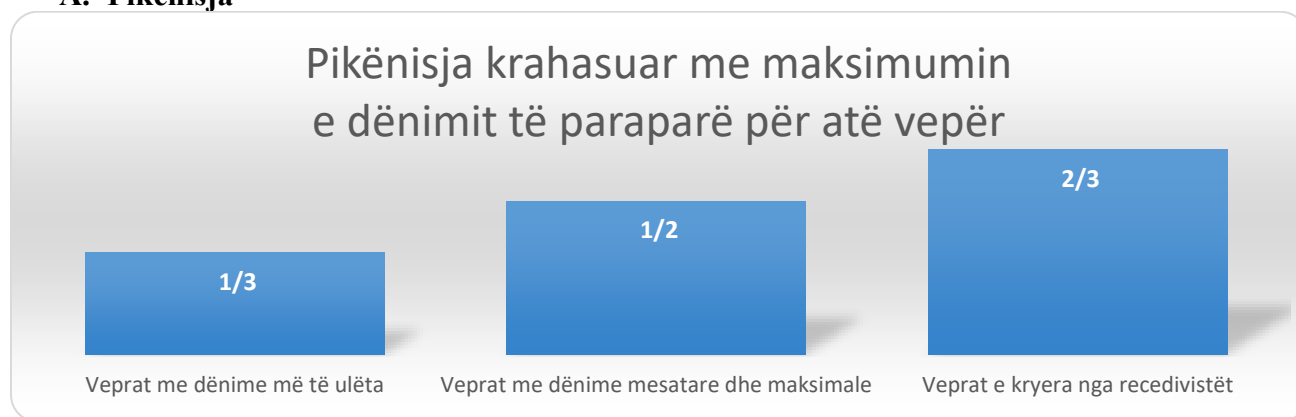 A. Pikënisja
Pikënisja krahasuar me maksimumin
e dënimit të paraparë për atë vepër
1/3
1/2
2/3
Veprat me dënime më të ulëta
Veprat me dënime mesatare dhe maksimale
Veprat e kryera nga recedivistët